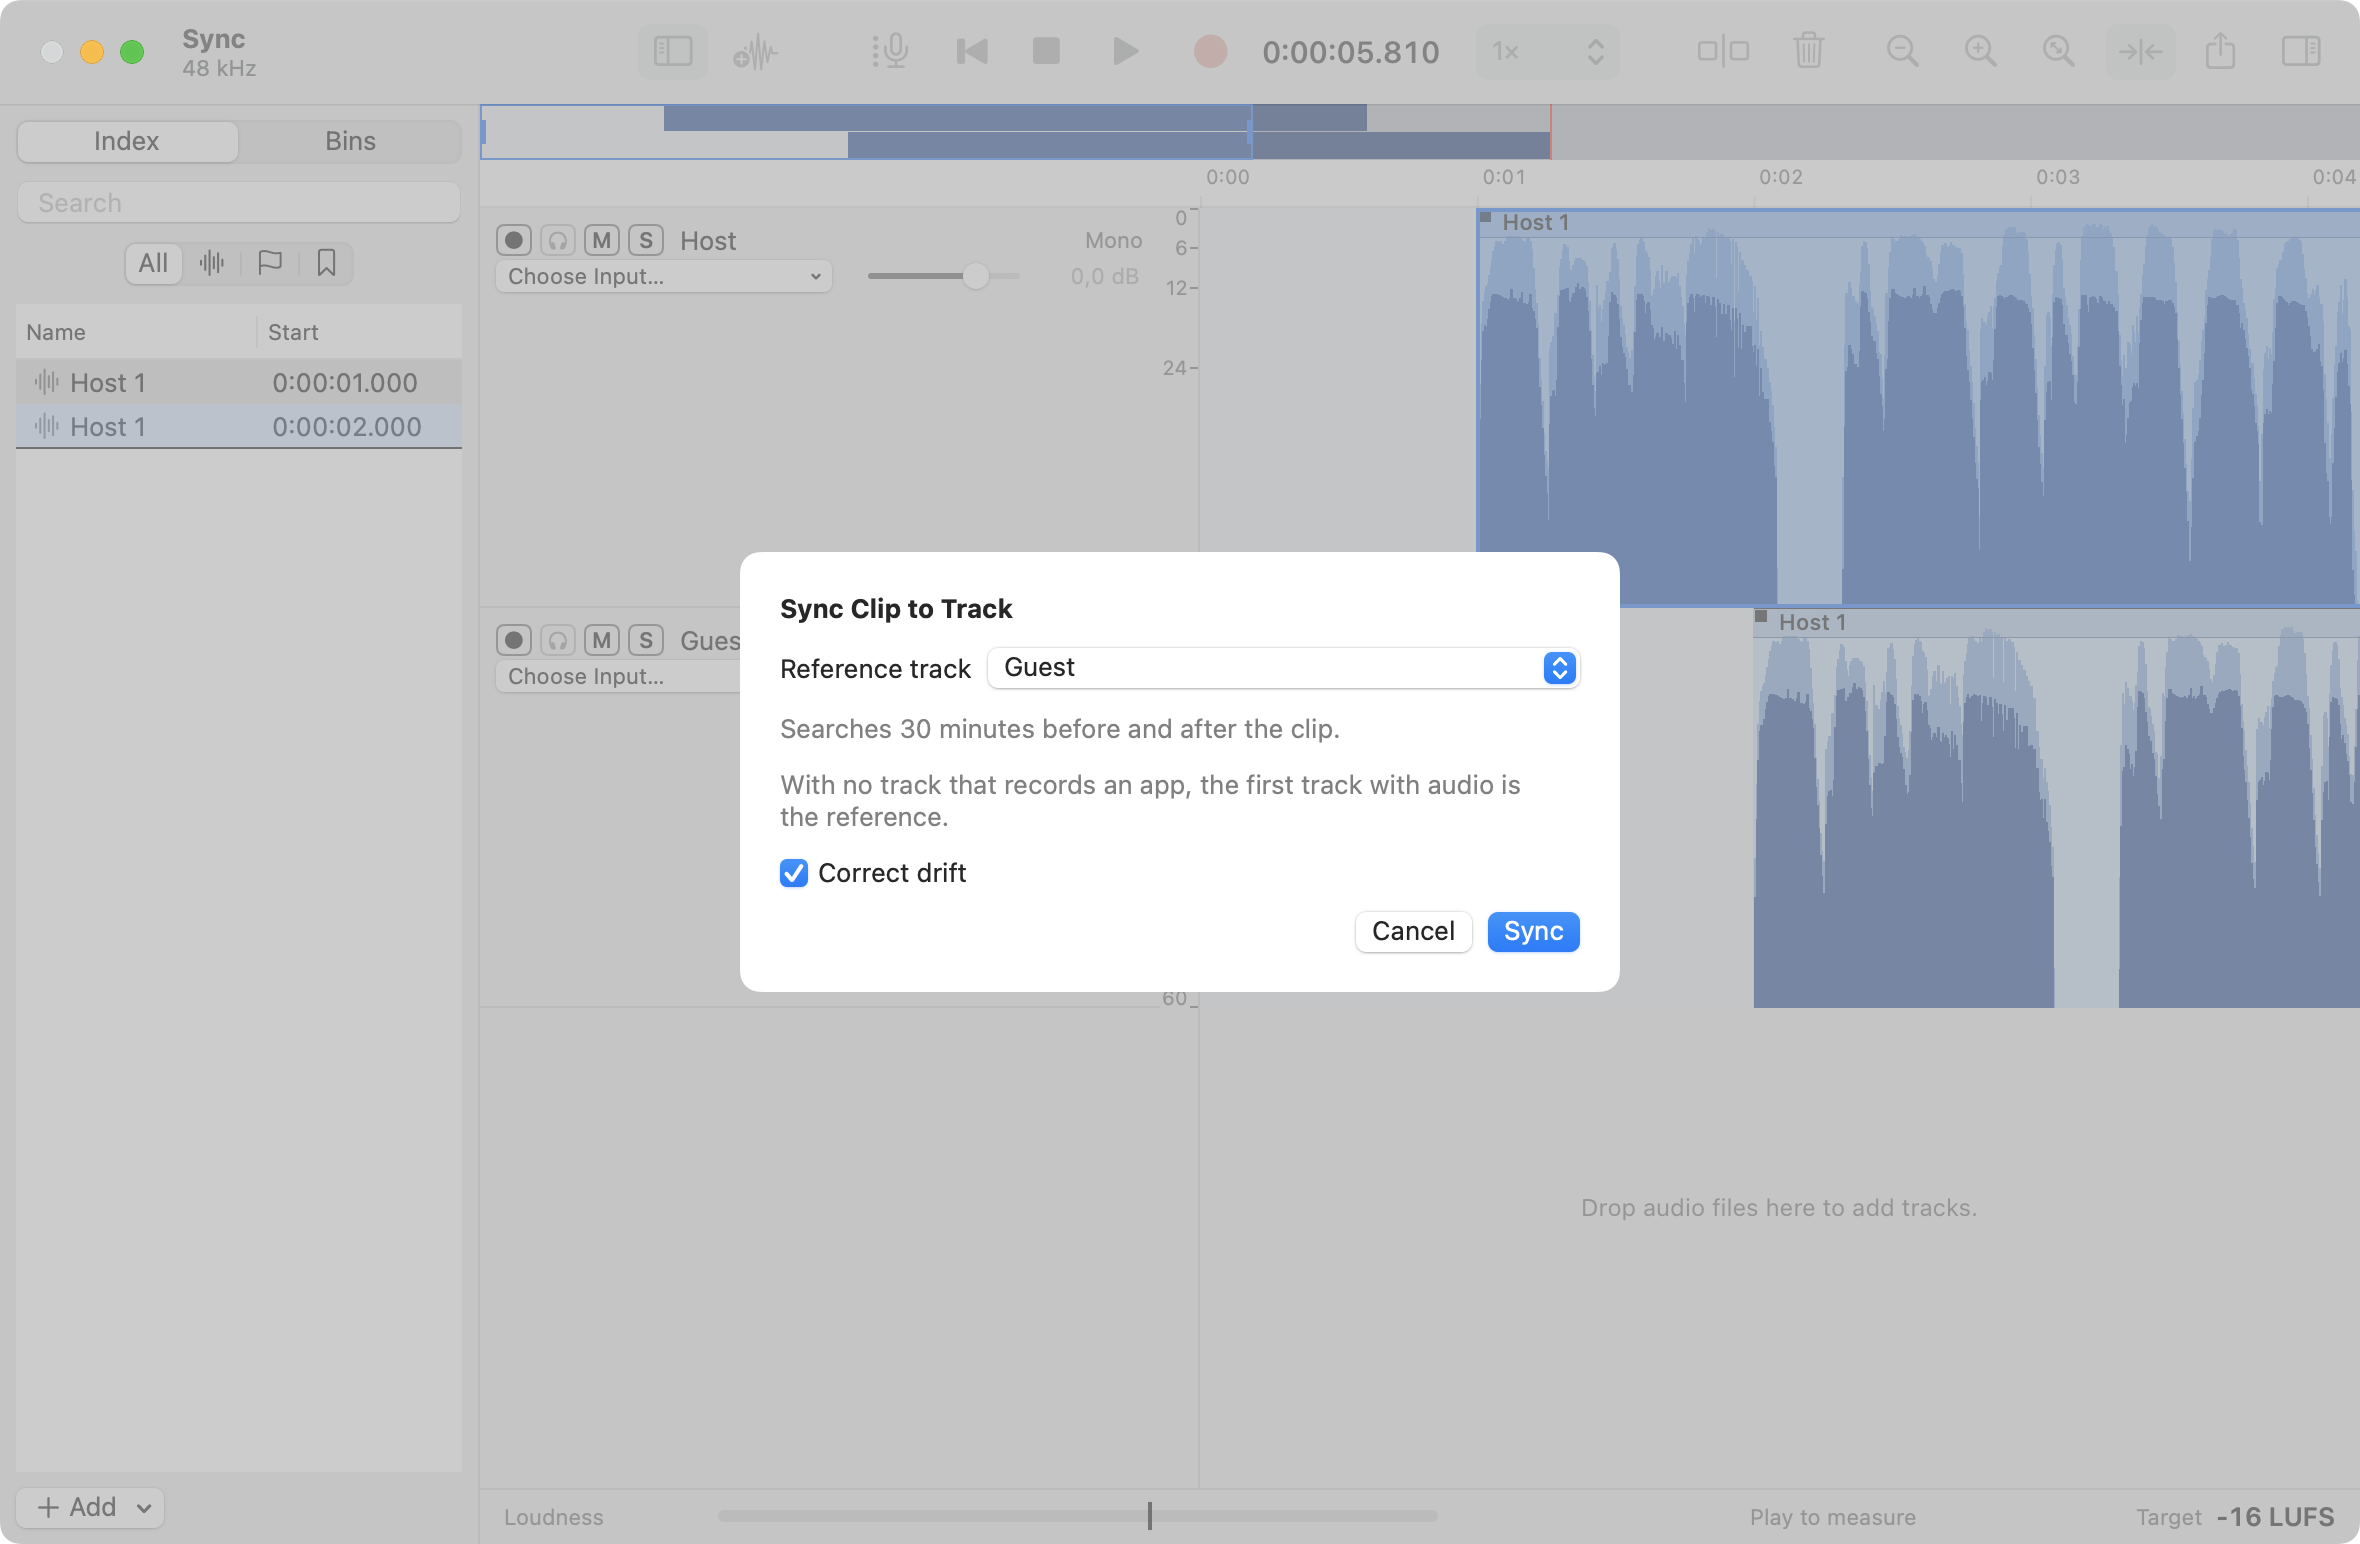 Sync
48 kHz
0:00:05.810
1×
Index
Bins
Search
All
Name
Start
Host 1
0:00:01.000
Host 1
0:00:02.000
Add
0:00
0:01
0:02
0:03
0:04
M
S
Host
Mono
Choose Input...
0,0 dB
0
6
12
24
Host 1
M
S
Gues
Choose Input...
60
Host 1
Sync Clip to Track
Reference track
Guest
Searches 30 minutes before and after the clip.
With no track that records an app, the first track with audio is
the reference.
Correct drift
Cancel
Sync
Drop audio files here to add tracks.
Loudness
Play to measure
Target
-16 LUFS